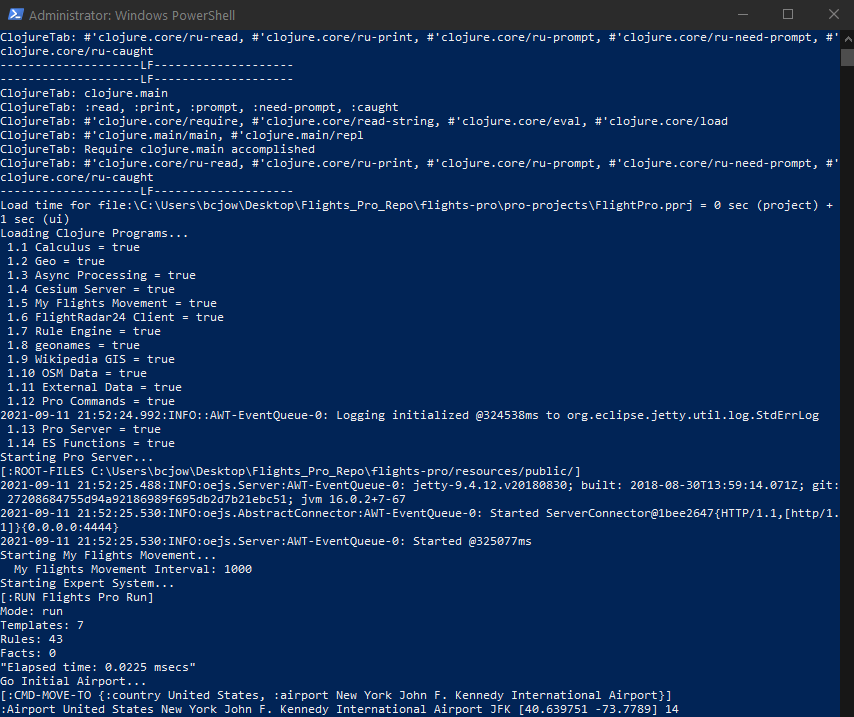 Administrator: Windows PowerShell
ClojureTab: #'clojure.core/ru-read, #'clojure.core/ru-print, #'clojure.core/ru-prompt, #'clojure.core/ru-need-prompt, #'
clojure.core/ru-caught
--------------------LF--------------------
--------------------LF--------------------
ClojureTab: clojure.main
ClojureTab: :read, :print, :prompt, :need-prompt, :caught
ClojureTab: #'clojure.core/require, #'clojure.core/read-string, #'clojure.core/eval, #'clojure.core/load
ClojureTab: #'clojure.main/main, #'clojure.main/repl
ClojureTab: Require clojure.main accomplished
ClojureTab: #'clojure.core/ru-read, #'clojure.core/ru-print, #'clojure.core/ru-prompt, #'clojure.core/ru-need-prompt, #'
clojure.core/ru-caught
--------------------LF--------------------
Load time for file:\C:\Users\bcjow\Desktop\Flights_Pro_Repo\flights-pro\pro-projects\FlightPro.pprj = 0 sec (project) +
1 sec (ui)
Loading Clojure Programs...
 1.1 Calculus = true
 1.2 Geo = true
 1.3 Async Processing = true
 1.4 Cesium Server = true
 1.5 My Flights Movement = true
 1.6 FlightRadar24 Client = true
 1.7 Rule Engine = true
 1.8 geonames = true
 1.9 Wikipedia GIS = true
 1.10 OSM Data = true
 1.11 External Data = true
 1.12 Pro Commands = true
2021-09-11 21:52:24.992:INFO::AWT-EventQueue-0: Logging initialized @324538ms to org.eclipse.jetty.util.log.StdErrLog
 1.13 Pro Server = true
 1.14 ES Functions = true
Starting Pro Server...
[:ROOT-FILES C:\Users\bcjow\Desktop\Flights_Pro_Repo\flights-pro/resources/public/]
2021-09-11 21:52:25.488:INFO:oejs.Server:AWT-EventQueue-0: jetty-9.4.12.v20180830; built: 2018-08-30T13:59:14.071Z; git:
 27208684755d94a92186989f695db2d7b21ebc51; jvm 16.0.2+7-67
2021-09-11 21:52:25.530:INFO:oejs.AbstractConnector:AWT-EventQueue-0: Started ServerConnector@1bee2647{HTTP/1.1,[http/1.
1]}{0.0.0.0:4444}
2021-09-11 21:52:25.530:INFO:oejs.Server:AWT-EventQueue-0: Started @325077ms
Starting My Flights Movement...
  My Flights Movement Interval: 1000
Starting Expert System...
[:RUN Flights Pro Run]
Mode: run
Templates: 7
Rules: 43
Facts: 0
"Elapsed time: 0.0225 msecs"
Go Initial Airport...
[:CMD-MOVE-TO {:country United States, :airport New York John F. Kennedy International Airport}]
:Airport United States New York John F. Kennedy International Airport JFK [40.639751 -73.7789] 14